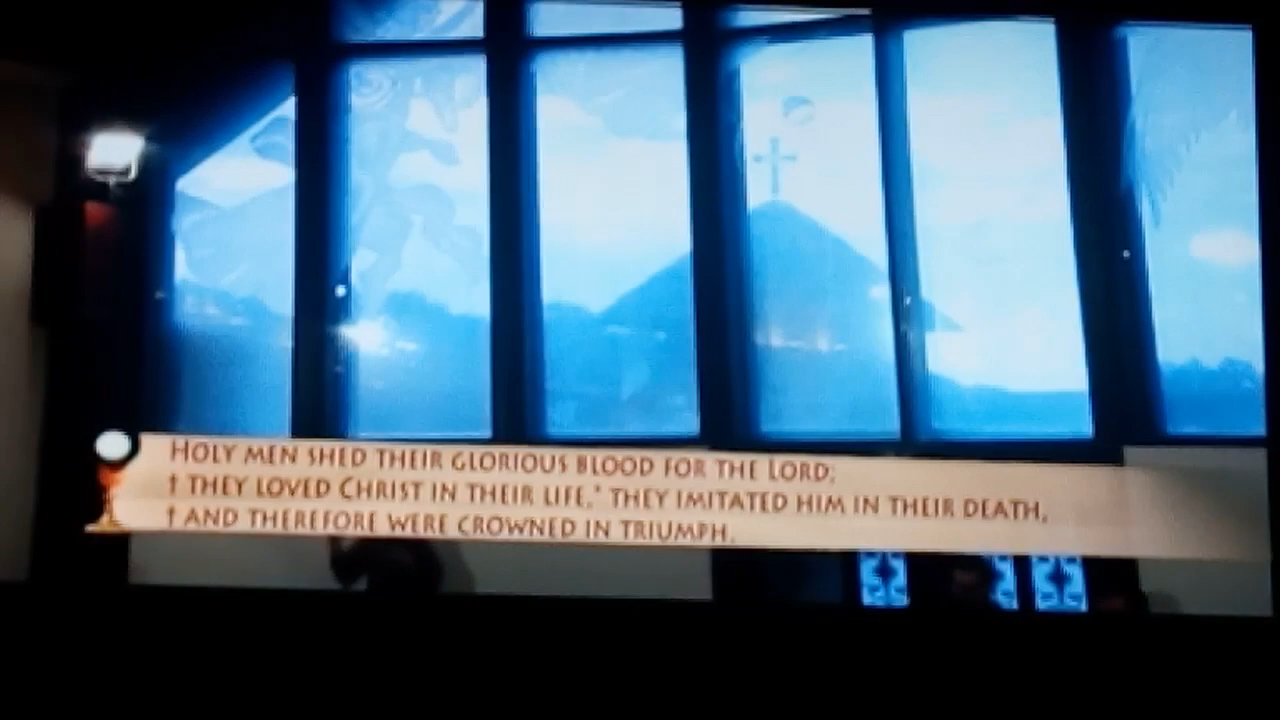 HOLY MEN SHED THEIR GLORIOUS BLOOD FOR THE LORD;
† THEY LOVED CHRIST IN THEIR LIFE,* THEY IMITATED HIM IN THEIR DEATH,
† AND THEREFORE WERE CROWNED IN TRIUMPH.